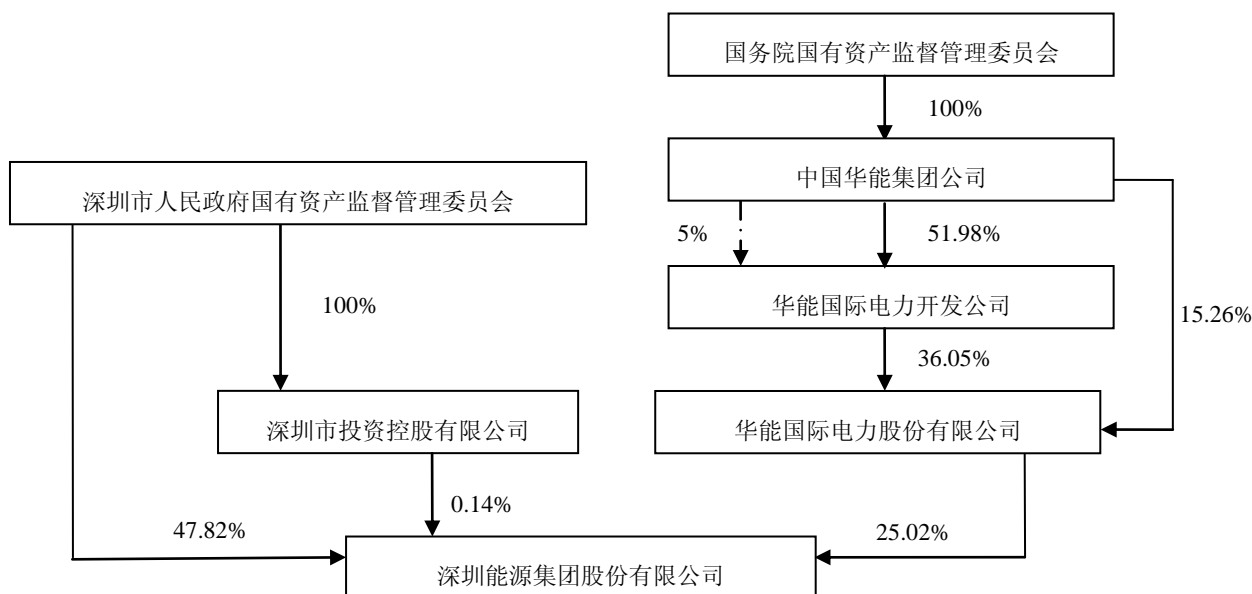 国务院国有资产监督管理委员会
100%
中国华能集团公司
深圳市人民政府国有资产监督管理委员会
5%
51.98%
100%
华能国际电力开发公司
15.26%
36.05%
深圳市投资控股有限公司
华能国际电力股份有限公司
0.14%
47.82%
25.02%
深圳能源集团股份有限公司